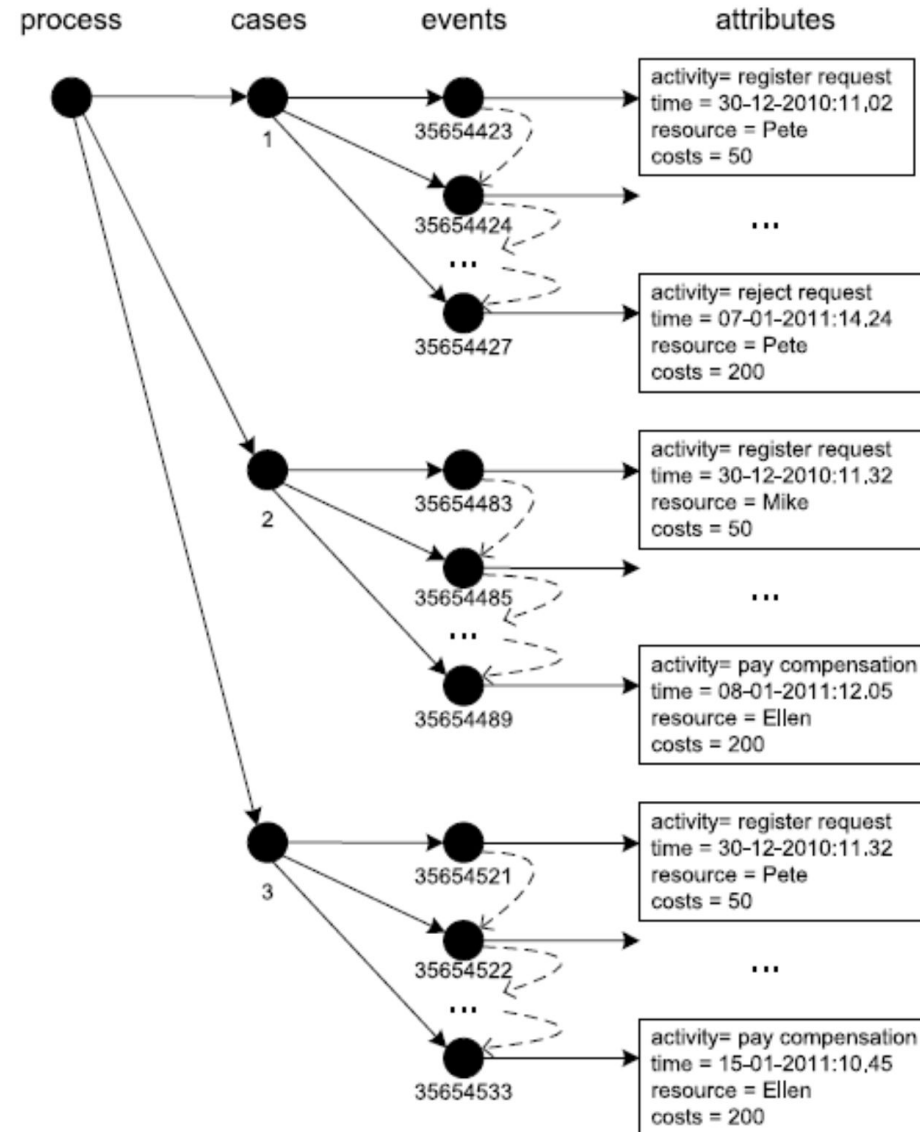 process cases events attributes
activity= register request
time = 30-12-2010:11.02
resource = Pete
costs = 50
35654423
1
35654424
...
...
activity= reject request
time = 07-01-2011:14.24
resource = Pete
costs = 200
35654427
activity= register request
time = 30-12-2010:11.32
resource = Mike
costs = 50
35654483
2
35654485
...
...
activity= pay compensation
time = 08-01-2011:12.05
resource = Ellen
costs = 200
35654489
activity= register request
time = 30-12-2010:11.32
resource = Pete
costs = 50
35654521
3
35654522
...
...
activity= pay compensation
time = 15-01-2011:10.45
resource = Ellen
costs = 200
35654533